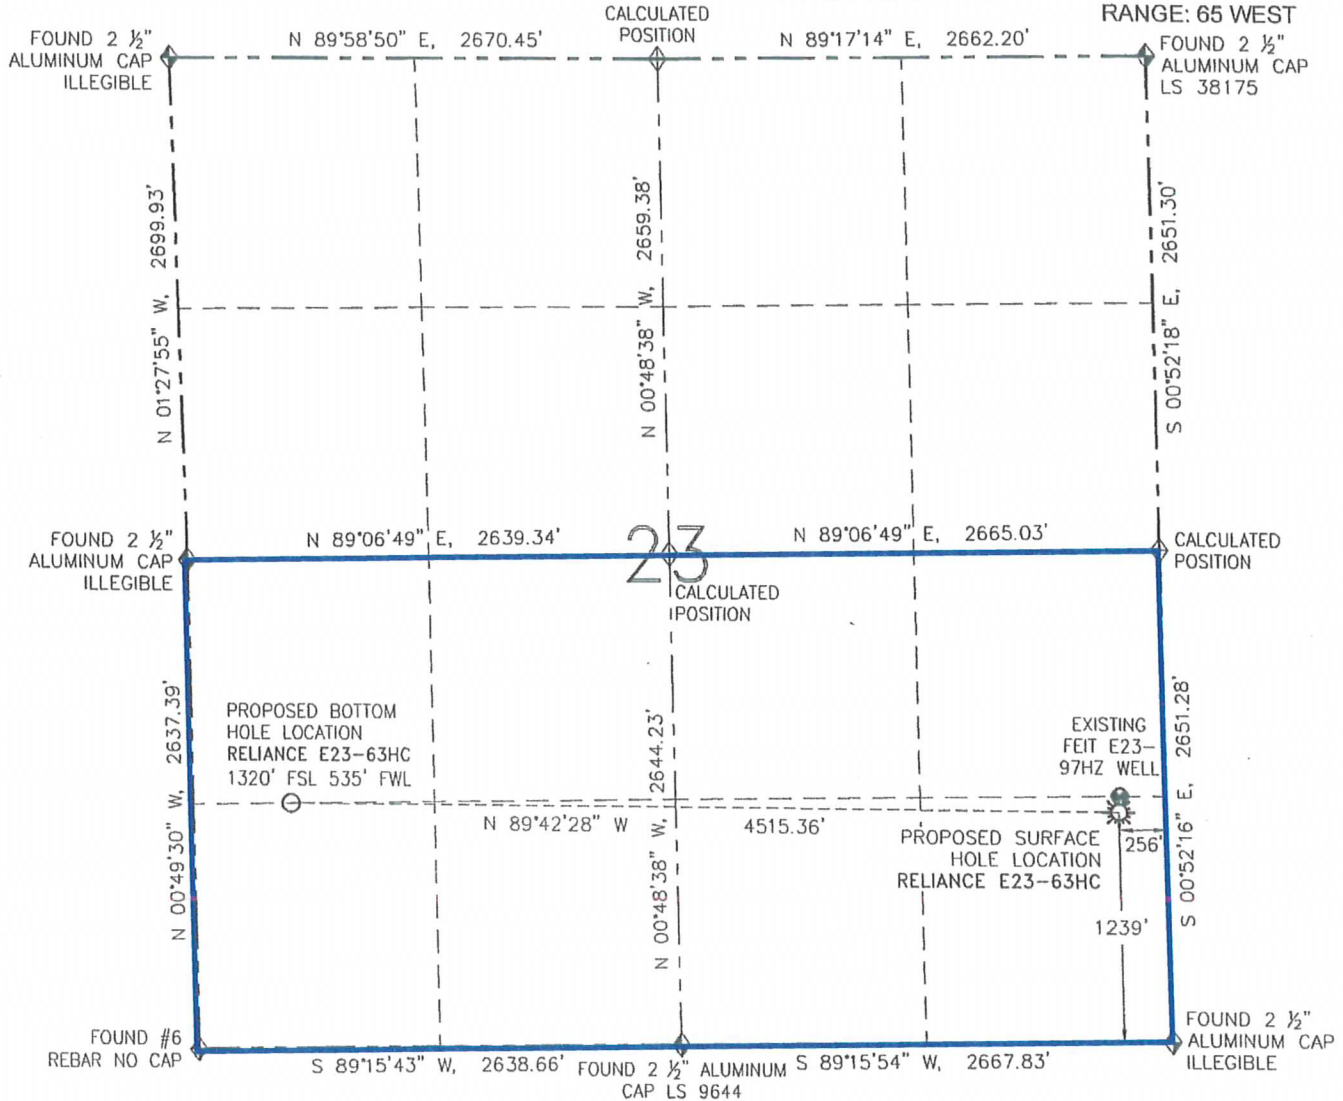 RANGE: 65 WEST
CALCULATED
POSITION
FOUND 2 ½"
ALUMINUM CAP
ILLEGIBLE
N 89°58'50" E, 2670.45'
N 89°17'14" E, 2662.20'
FOUND 2 ½"
ALUMINUM CAP
LS 38175
N 01°27'55" W, 2699.93'
N 00°48'38" W, 2659.38'
S 00°52'18" E, 2651.30'
FOUND 2 ½"
ALUMINUM CAP
ILLEGIBLE
N 89°06'49" E, 2639.34'
23
N 89°06'49" E, 2665.03'
CALCULATED
POSITION
CALCULATED
POSITION
N 00°49'30" W, 2637.39'
PROPOSED BOTTOM
HOLE LOCATION
RELIANCE E23-63HC
1320' FSL 535' FWL
N 00°48'38" W, 2644.23'
EXISTING
FEIT E23-
97HZ WELL
S 00°52'16" E, 2651.28'
N 89°42'28" W 4515.36'
PROPOSED SURFACE
HOLE LOCATION
RELIANCE E23-63HC
256'
1239'
FOUND #6
REBAR NO CAP
S 89°15'43" W, 2638.66'
FOUND 2 ½" ALUMINUM
CAP LS 9644
S 89°15'54" W, 2667.83'
FOUND 2 ½"
ALUMINUM CAP
ILLEGIBLE